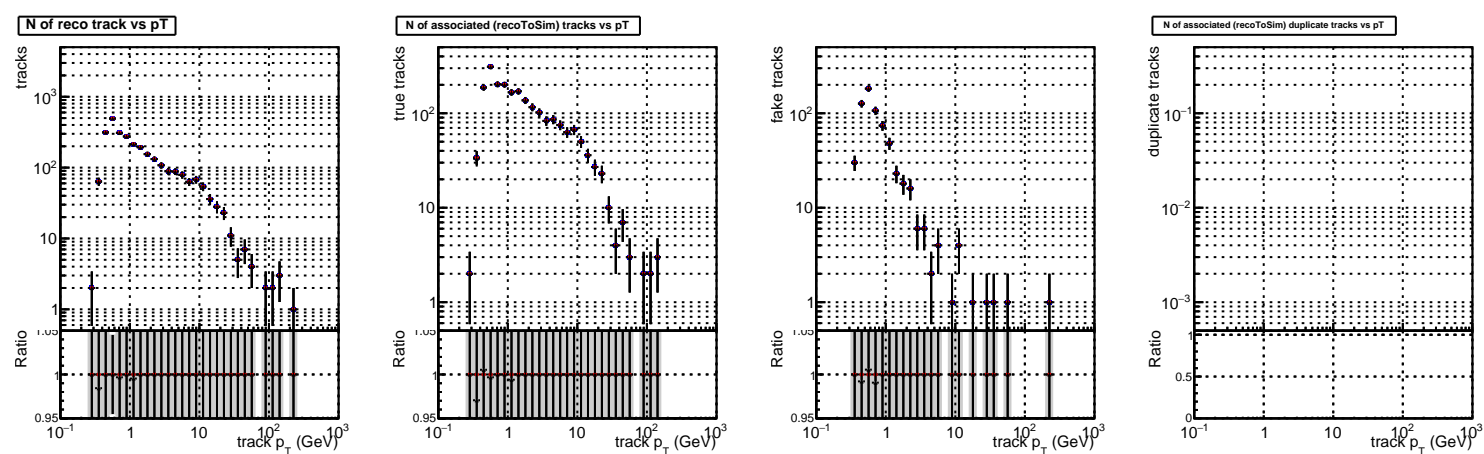 N of reco track vs pT
tracks
10³
10²
10
1
Ratio
1.05
1
0.95
10⁻¹ 1 10 10² 10³
track p_T (GeV)
N of associated (recoToSim) tracks vs pT
true tracks
10²
10
1
Ratio
1.05
1
0.95
10⁻¹ 1 10 10² 10³
track p_T (GeV)
fake tracks
10²
10
1
Ratio
1.05
1
0.95
10⁻¹ 1 10 10² 10³
track p_T (GeV)
N of associated (recoToSim) duplicate tracks vs pT
duplicate tracks
10⁻¹
10⁻²
10⁻³
Ratio
1
0.5
0
10⁻¹ 1 10 10² 10³
track p_T (GeV)